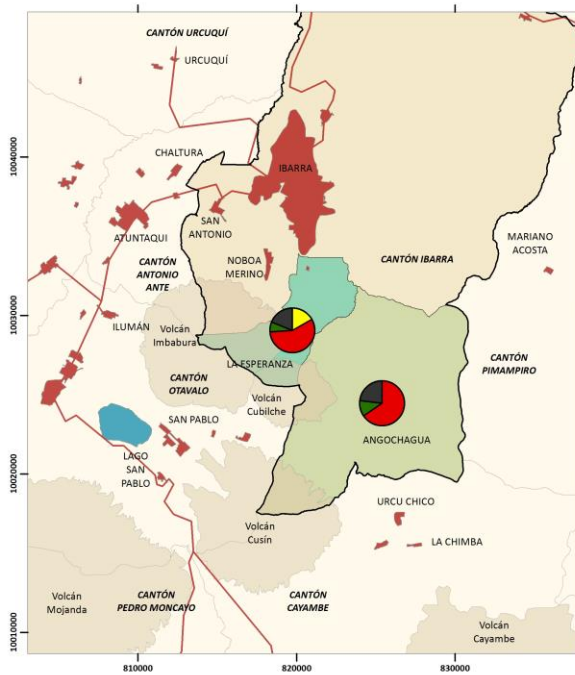 CANTÓN URCUQUÍ
URCUQUÍ
10040000
CHALTURA
IBARRA
SAN
ANTONIO
ATUNTAQUI
MARIANO
ACOSTA
CANTÓN
ANTONIO
ANTE
NOBOA
MERINO
CANTÓN IBARRA
10030000
ILUMÁN
Volcán
Imbabura
LA ESPERANZA
CANTÓN
PIMAMPIRO
CANTÓN
OTAVALO
Volcán
Cubilche
SAN PABLO
ANGOCHAGUA
LAGO
SAN
PABLO
10020000
URCU CHICO
Volcán
Cusín
LA CHIMBA
Volcán
Mojanda
CANTÓN
PEDRO MONCAYO
CANTÓN
CAYAMBE
10010000
Volcán
Cayambe
810000
820000
830000